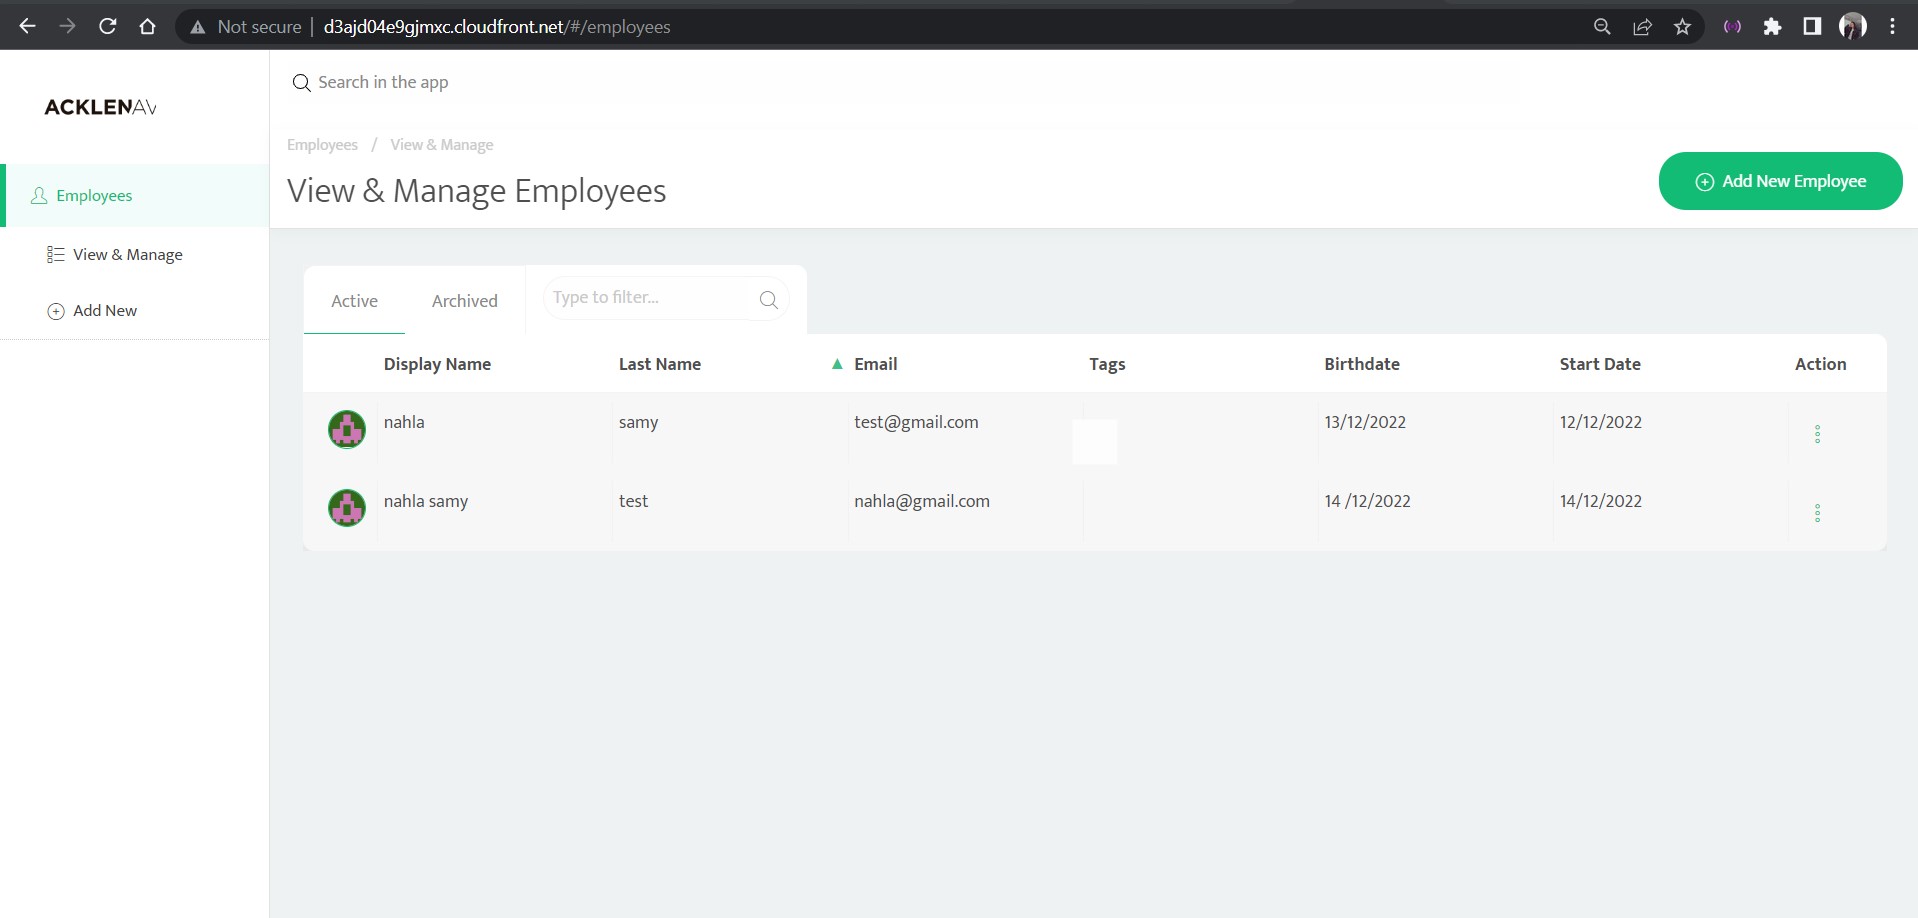 Not secure | d3ajd04e9gjmxc.cloudfront.net/#/employees
ACKLENAV
Search in the app
Employees / View & Manage
View & Manage Employees
Add New Employee
Employees
View & Manage
Add New
Active Archived Type to filter...
Display Name Last Name Email Tags Birthdate Start Date Action
nahla samy test@gmail.com 13/12/2022 12/12/2022
nahla samy test nahla@gmail.com 14 /12/2022 14/12/2022